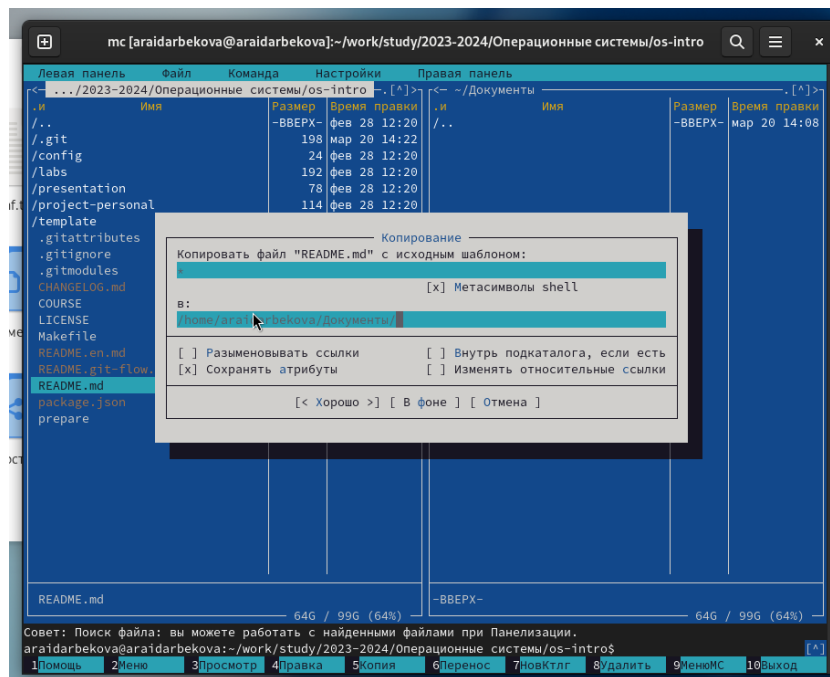 mc [araidarbekova@araidarbekova]:~/work/study/2023-2024/Операционные системы/os-intro
Левая панель Файл Команда Настройки Правая панель
<— .../2023-2024/Операционные системы/os-intro —.[^]>
<— ~/Документы —.[^]>
.и Имя Размер Время правки
.и Имя Размер Время правки
/.. -ВВЕРХ- фев 28 12:20
/.. -ВВЕРХ- мар 20 14:08
/.git 198 мар 20 14:22
/config 24 фев 28 12:20
/labs 192 фев 28 12:20
/presentation 78 фев 28 12:20
/project-personal 114 фев 28 12:20
/template
.gitattributes
.gitignore
.gitmodules
CHANGELOG.md
COURSE
LICENSE
Makefile
README.en.md
README.git-flow.
README.md
package.json
prepare
Копирование
Копировать файл "README.md" с исходным шаблоном:
*
[x] Метасимволы shell
в:
/home/araidarbekova/Документы/
[ ] Разыменовывать ссылки [ ] Внутрь подкаталога, если есть
[x] Сохранять атрибуты [ ] Изменять относительные ссылки
[< Хорошо >] [ В фоне ] [ Отмена ]
README.md
-ВВЕРХ-
64G / 99G (64%)
64G / 99G (64%)
Совет: Поиск файла: вы можете работать с найденными файлами при Панелизации.
araidarbekova@araidarbekova:~/work/study/2023-2024/Операционные системы/os-intro$ [^]
1Помощь 2Меню 3Просмотр 4Правка 5Копия 6Перенос 7НовКтлг 8Удалить 9МенюМС 10Выход